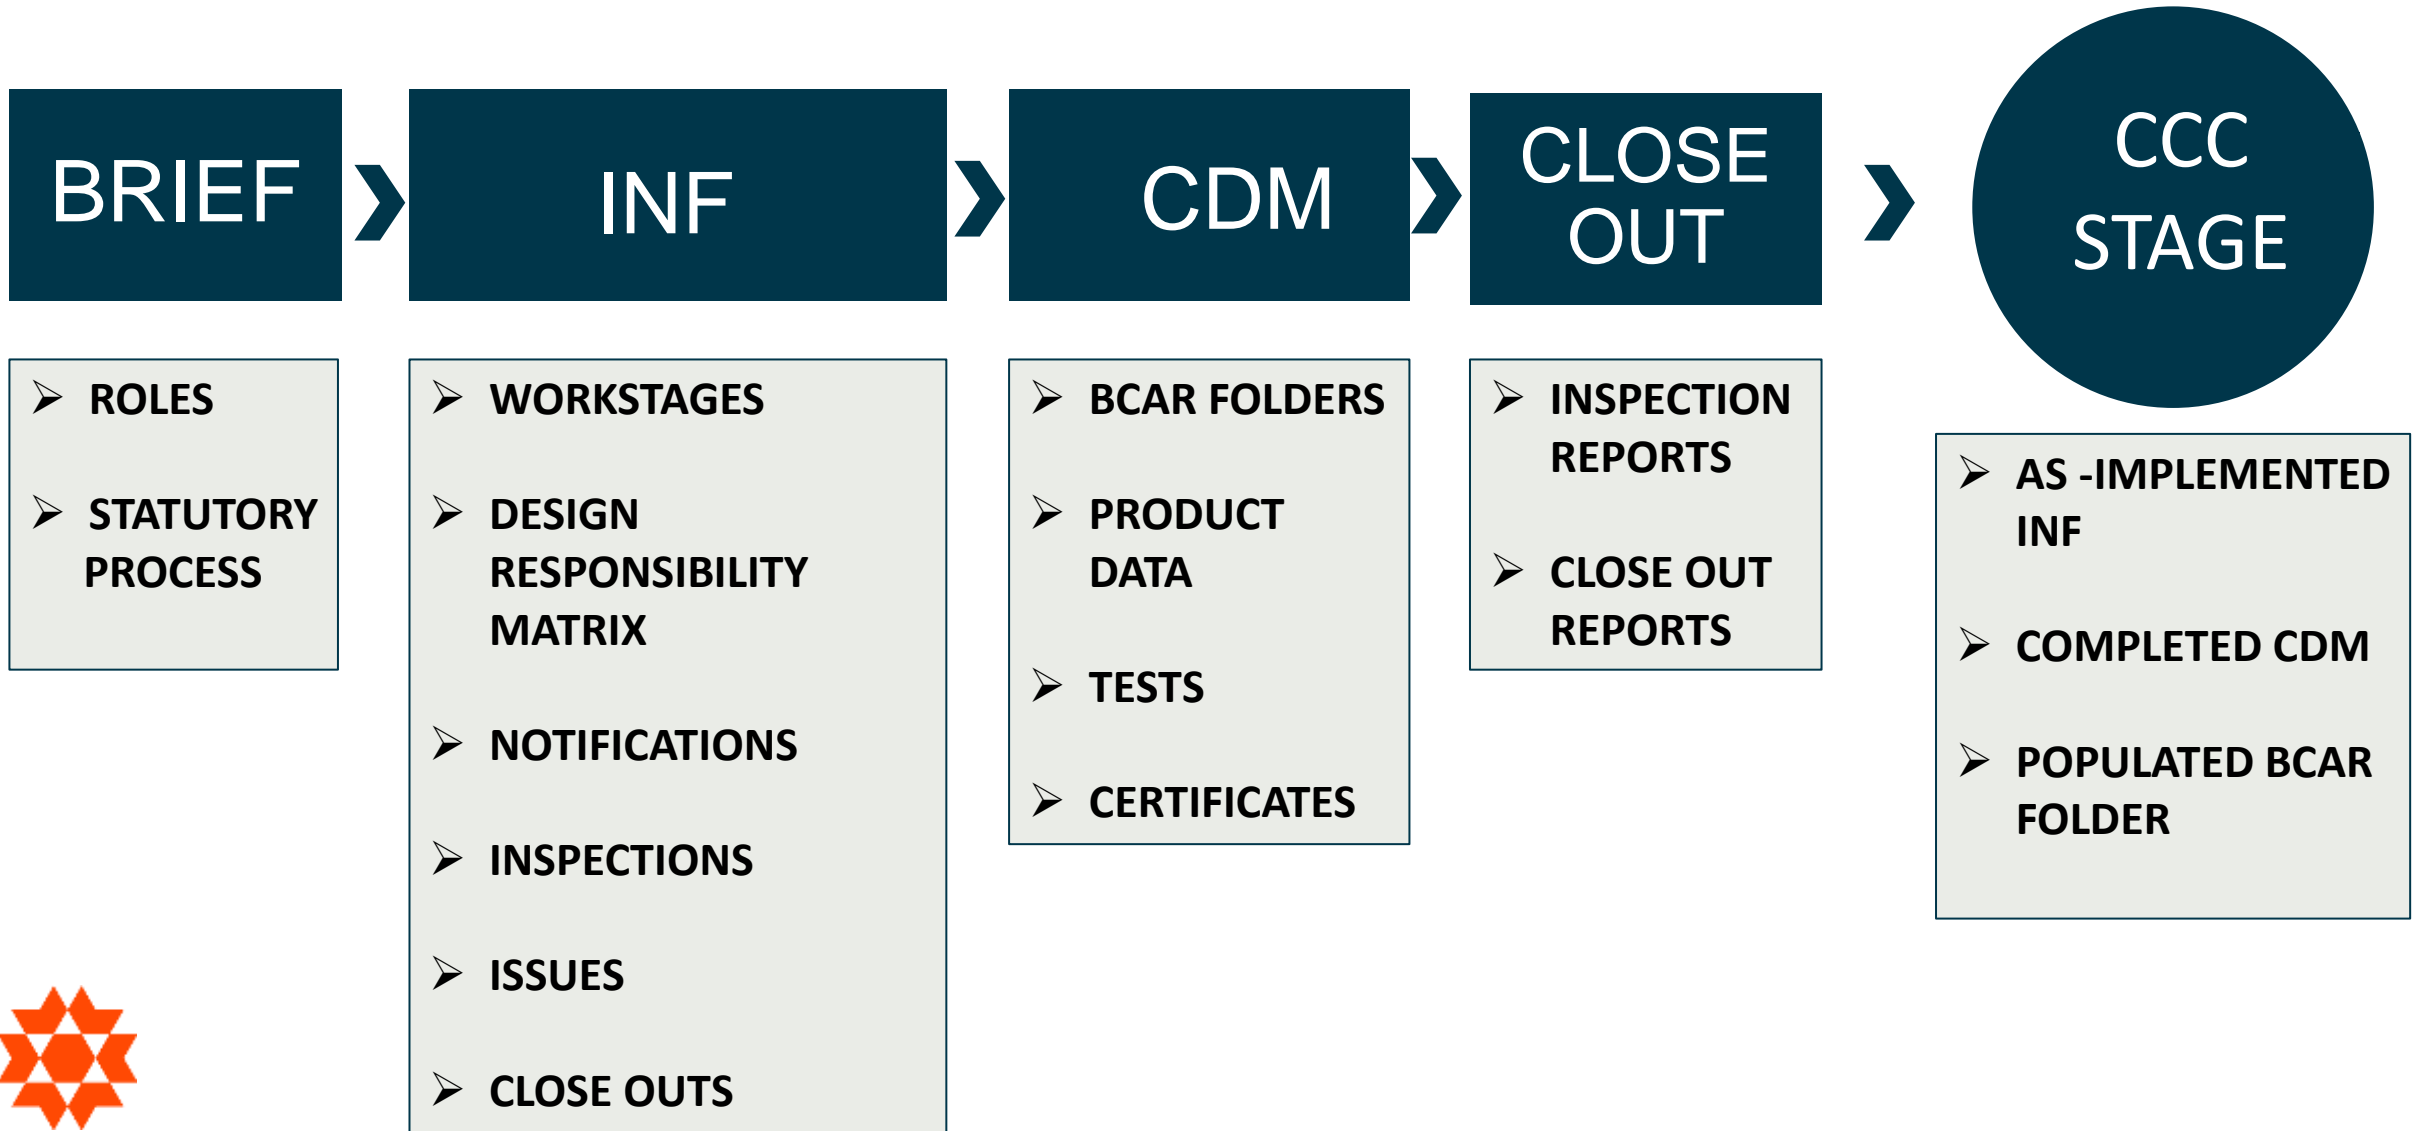 BRIEF
INF
CDM
CLOSE
OUT
CCC
STAGE
ROLES
STATUTORY
PROCESS
WORKSTAGES
DESIGN
RESPONSIBILITY
MATRIX
NOTIFICATIONS
INSPECTIONS
ISSUES
CLOSE OUTS
BCAR FOLDERS
PRODUCT
DATA
TESTS
CERTIFICATES
INSPECTION
REPORTS
CLOSE OUT
REPORTS
AS -IMPLEMENTED
INF
COMPLETED CDM
POPULATED BCAR
FOLDER